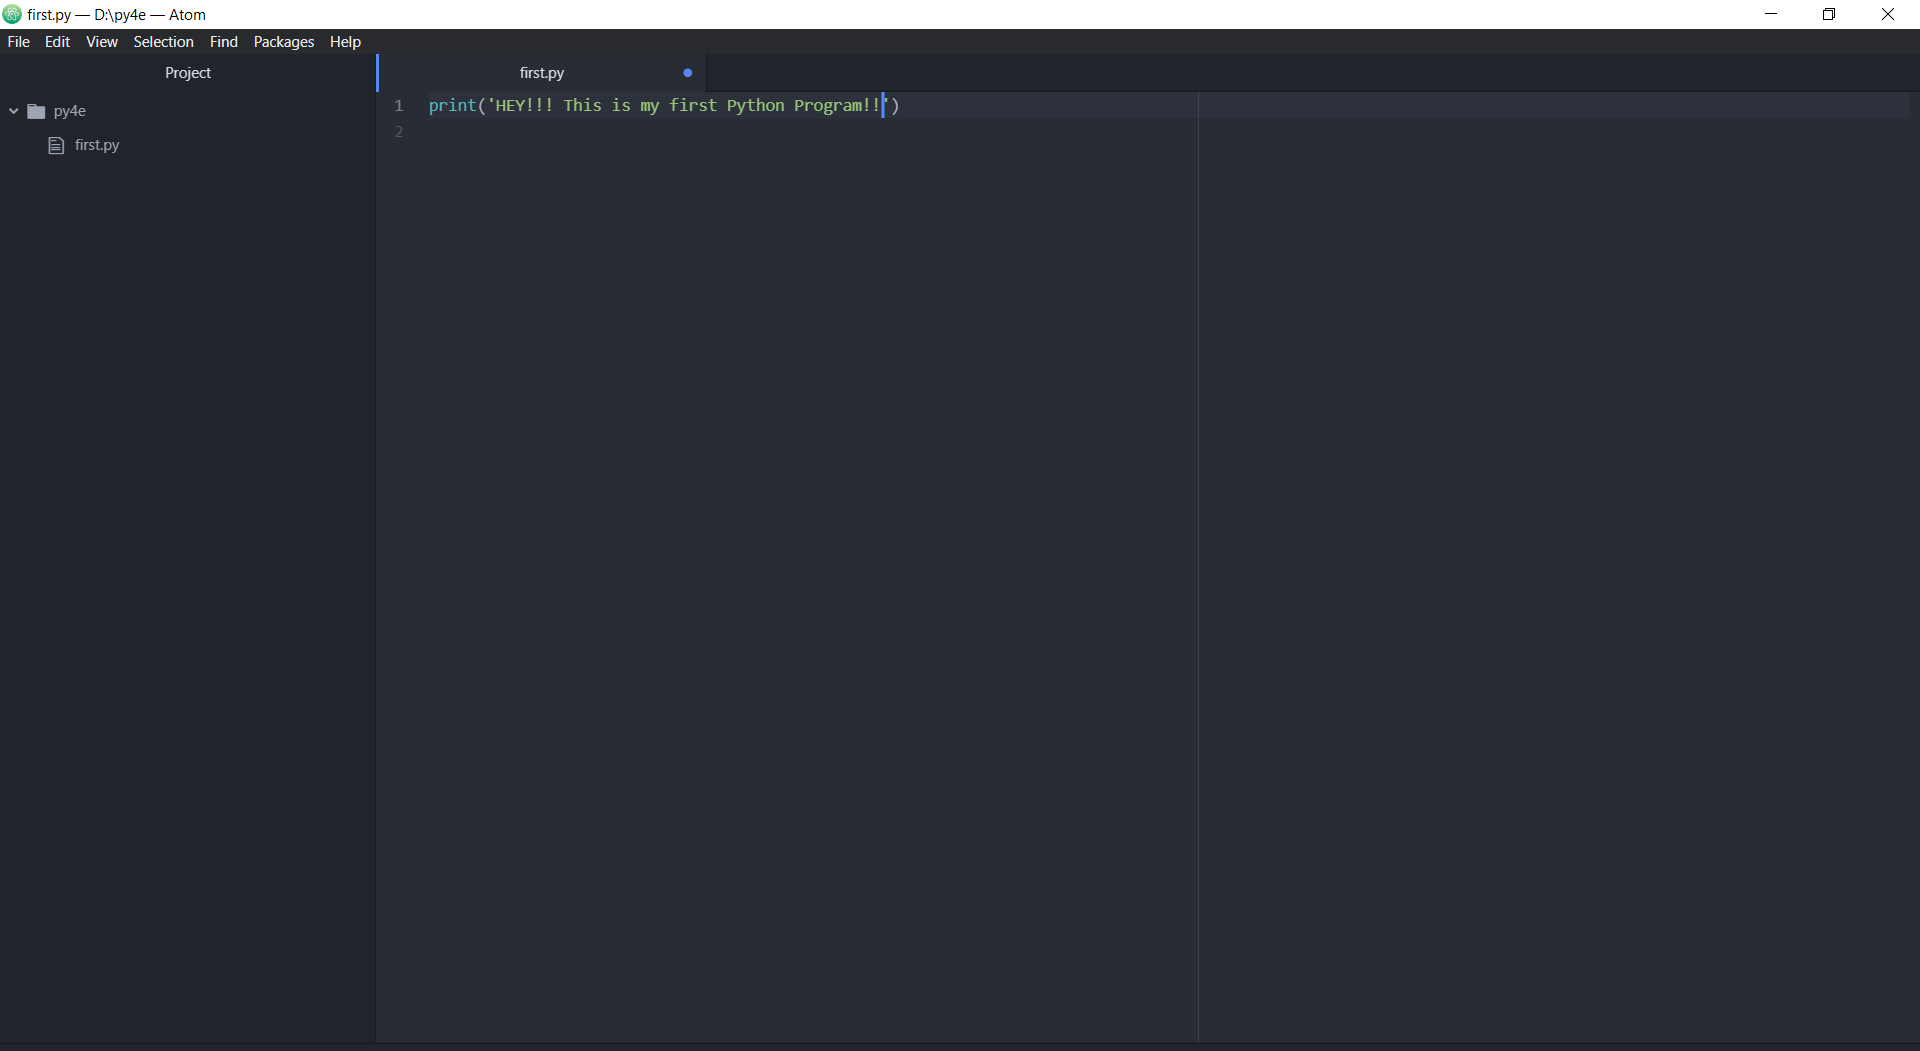 first.py — D:\py4e — Atom
File Edit View Selection Find Packages Help
Project
first.py
py4e
first.py
1 print('HEY!!! This is my first Python Program!!')
2